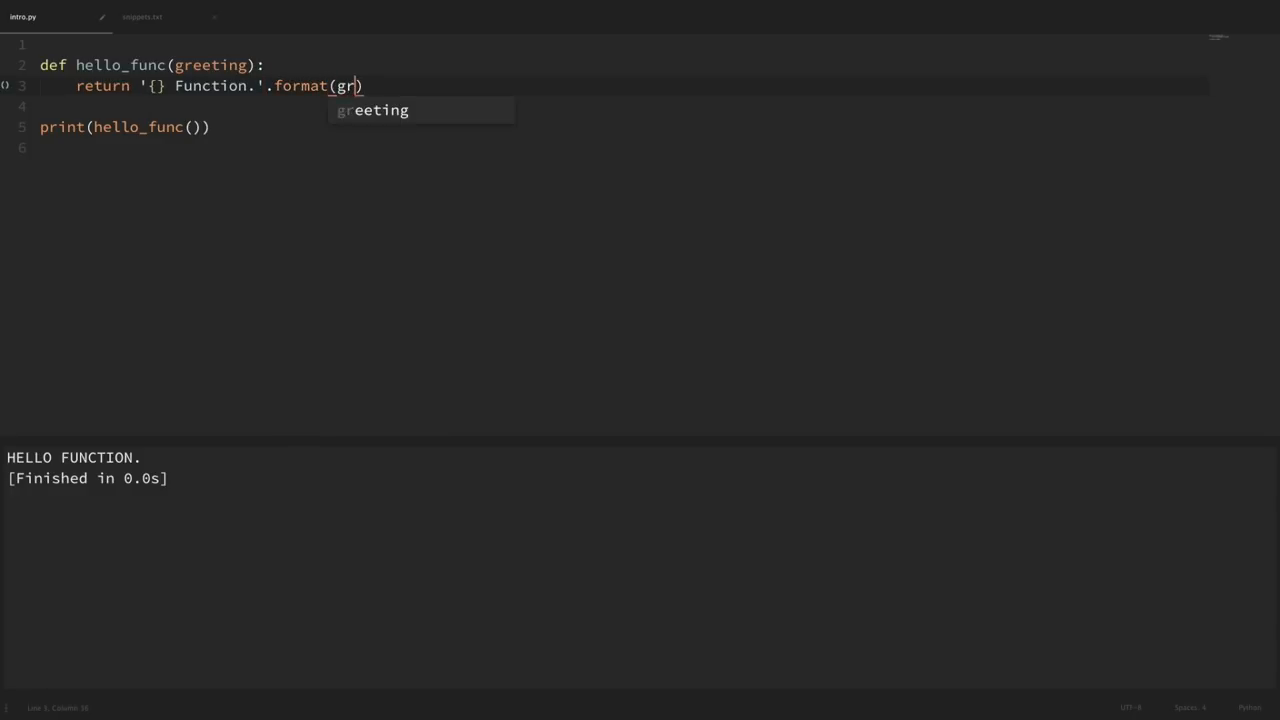 intro.py
snippets.txt
1
2 def hello_func(greeting):
3     return '{} Function.'.format(gr)
greeting
4
5 print(hello_func())
6
HELLO FUNCTION.
[Finished in 0.0s]
Line 3, Column 36
UTF-8
Spaces: 4
Python